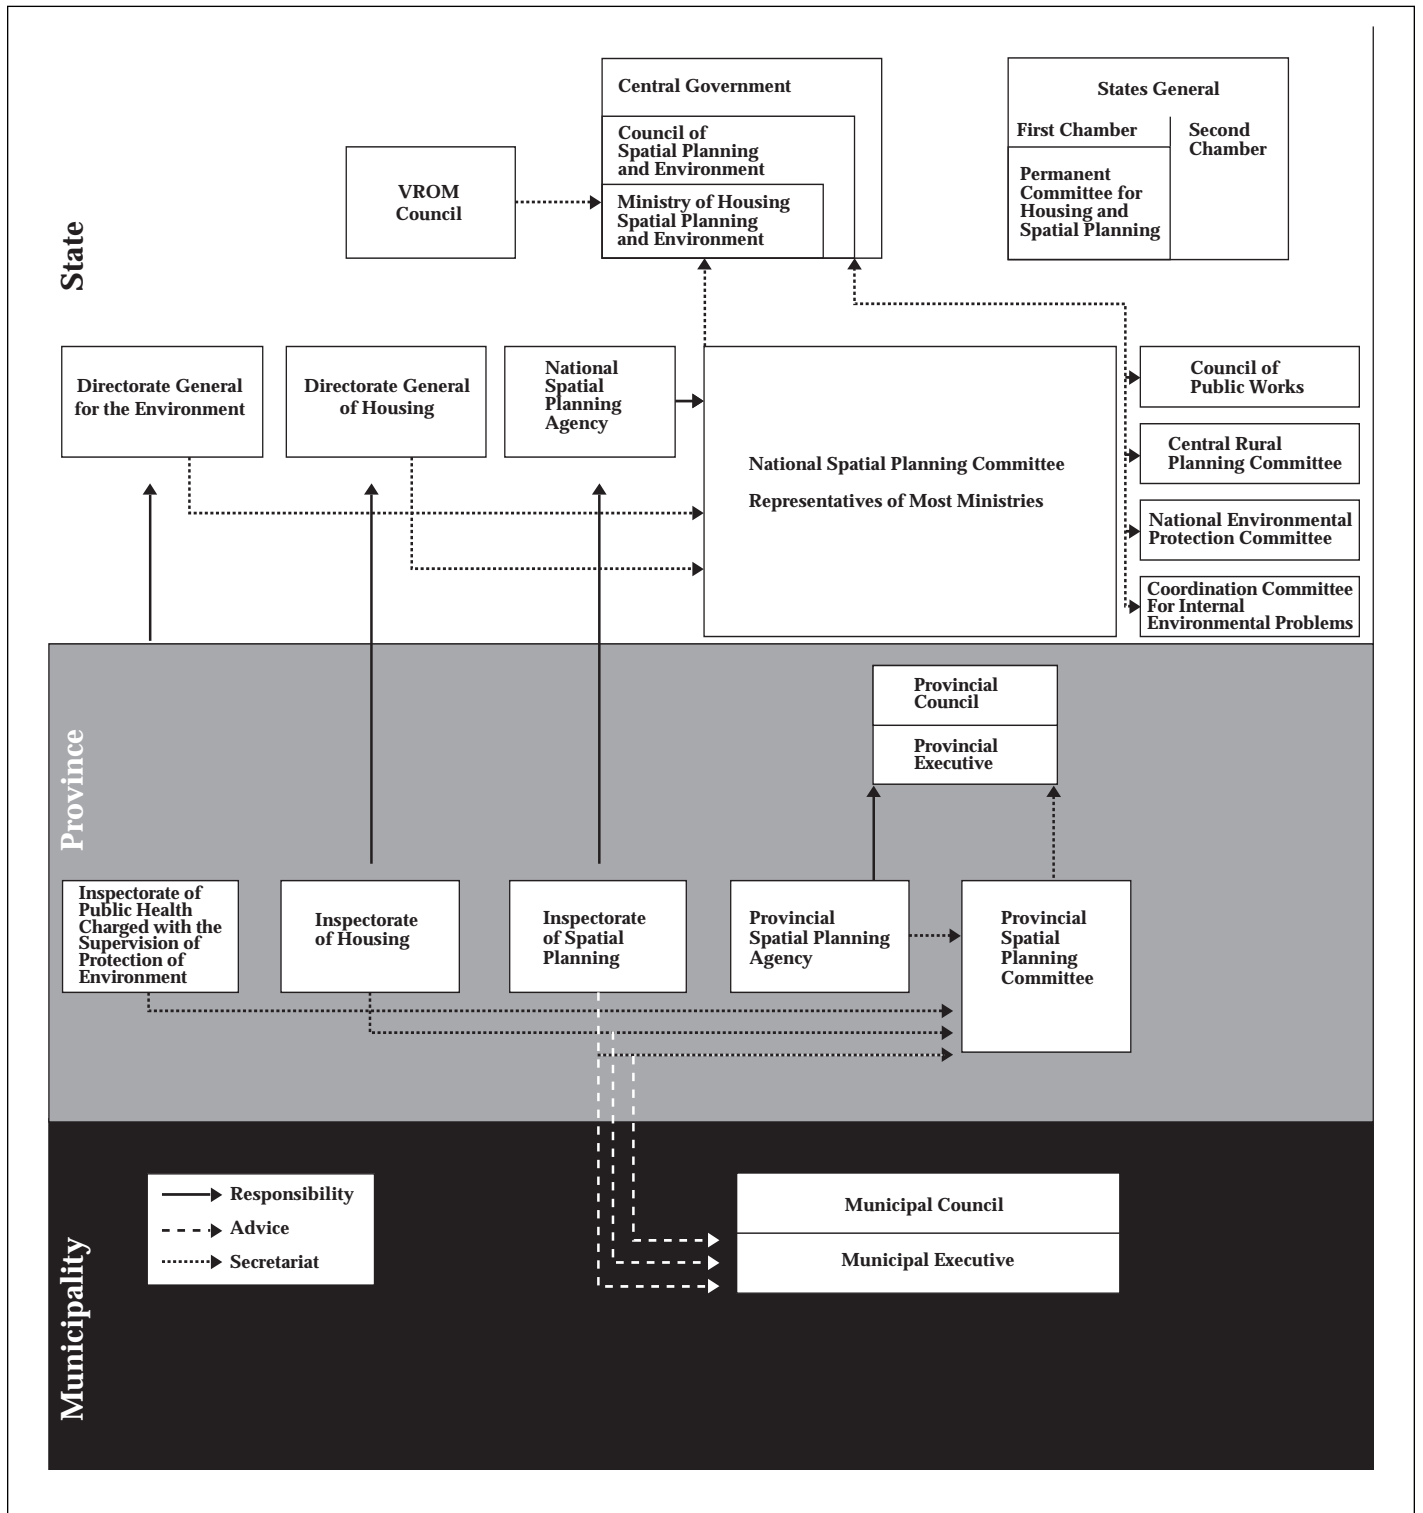 State
Central Government
Council of
Spatial Planning
and Environment
Ministry of Housing
Spatial Planning
and Environment
VROM
Council
States General
First Chamber
Second
Chamber
Permanent
Committee for
Housing and
Spatial Planning
Directorate General
for the Environment
Directorate General
of Housing
National
Spatial
Planning
Agency
National Spatial Planning Committee
Representatives of Most Ministries
Council of
Public Works
Central Rural
Planning Committee
National Environmental
Protection Committee
Coordination Committee
For Internal
Environmental Problems
Province
Provincial
Council
Provincial
Executive
Inspectorate of
Public Health
Charged with the
Supervision of
Protection of
Environment
Inspectorate
of Housing
Inspectorate
of Spatial
Planning
Provincial
Spatial Planning
Agency
Provincial
Spatial
Planning
Committee
Municipality
Responsibility
Advice
Secretariat
Municipal Council
Municipal Executive